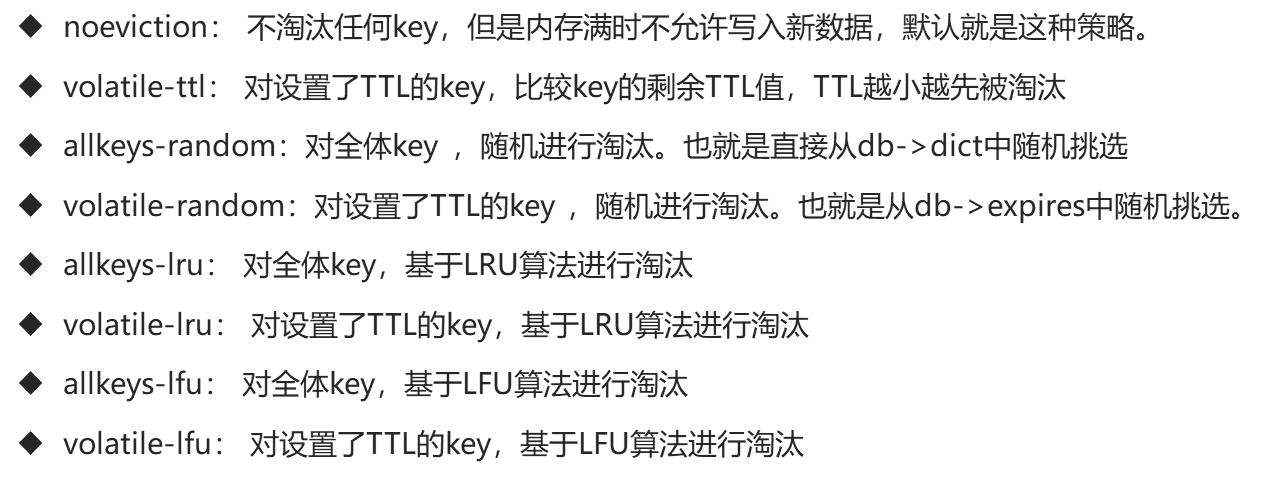 ◆ noeviction： 不淘汰任何key，但是内存满时不允许写入新数据，默认就是这种策略。
◆ volatile-ttl： 对设置了TTL的key，比较key的剩余TTL值，TTL越小越先被淘汰
◆ allkeys-random：对全体key ，随机进行淘汰。也就是直接从db->dict中随机挑选
◆ volatile-random：对设置了TTL的key ，随机进行淘汰。也就是从db->expires中随机挑选。
◆ allkeys-lru： 对全体key，基于LRU算法进行淘汰
◆ volatile-lru： 对设置了TTL的key，基于LRU算法进行淘汰
◆ allkeys-lfu： 对全体key，基于LFU算法进行淘汰
◆ volatile-lfu： 对设置了TTL的key，基于LFU算法进行淘汰